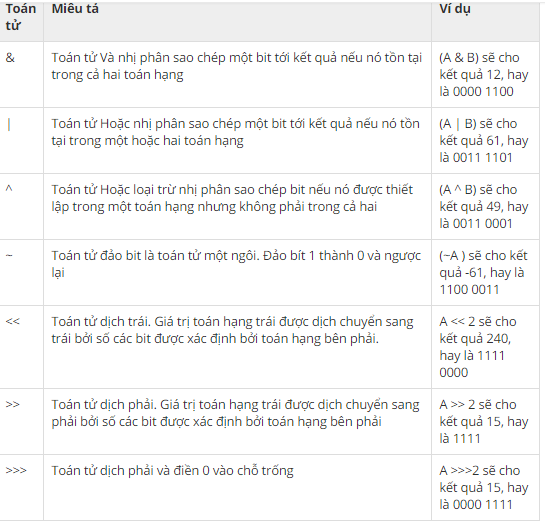 Toán Miêu tả Ví dụ
tử
& Toán tử Và nhị phân sao chép một bit tới kết quả nếu nó tồn tại (A & B) sẽ cho
trong cả hai toán hạng kết quả 12, hay
là 0000 1100
| Toán tử Hoặc nhị phân sao chép một bit tới kết quả nếu nó tồn (A | B) sẽ cho
tại trong một hoặc hai toán hạng kết quả 61, hay
là 0011 1101
^ Toán tử Hoặc loại trừ nhị phân sao chép bit nếu nó được thiết (A ^ B) sẽ cho
lập trong một toán hạng nhưng không phải trong cả hai kết quả 49, hay
là 0011 0001
~ Toán tử đảo bit là toán tử một ngôi. Đảo bít 1 thành 0 và ngược (~A ) sẽ cho kết
lại quả -61, hay là
1100 0011
<< Toán tử dịch trái. Giá trị toán hạng trái được dịch chuyển sang A << 2 sẽ cho
trái bởi số các bit được xác định bởi toán hạng bên phải. kết quả 240,
hay là 1111
0000
>> Toán tử dịch phải. Giá trị toán hạng trái được dịch chuyển sang A >> 2 sẽ cho
phải bởi số các bit được xác định bởi toán hạng bên phải kết quả 15, hay
là 1111
>>> Toán tử dịch phải và điền 0 vào chỗ trống A >>>2 sẽ cho
kết quả 15, hay
là 0000 1111